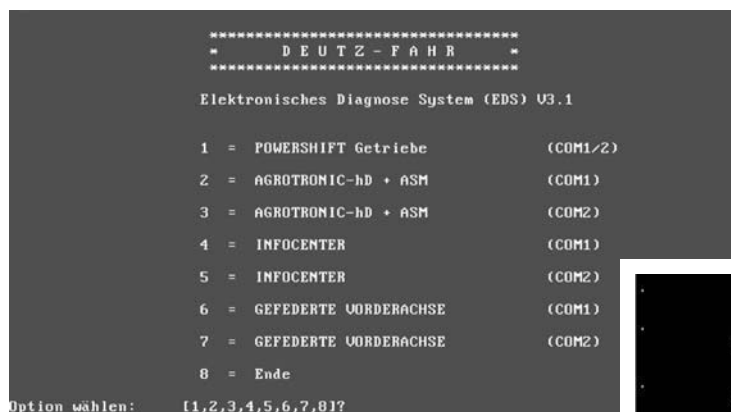 **********************************
* D E U T Z - F A H R *
**********************************
Elektronisches Diagnose System (EDS) V3.1
1 = POWERSHIFT Getriebe (COM1/2)
2 = AGROTRONIC-hD + ASM (COM1)
3 = AGROTRONIC-hD + ASM (COM2)
4 = INFOCENTER (COM1)
5 = INFOCENTER (COM2)
6 = GEFEDERTE VORDERACHSE (COM1)
7 = GEFEDERTE VORDERACHSE (COM2)
8 = Ende
Option wählen: [1,2,3,4,5,6,7,8]?